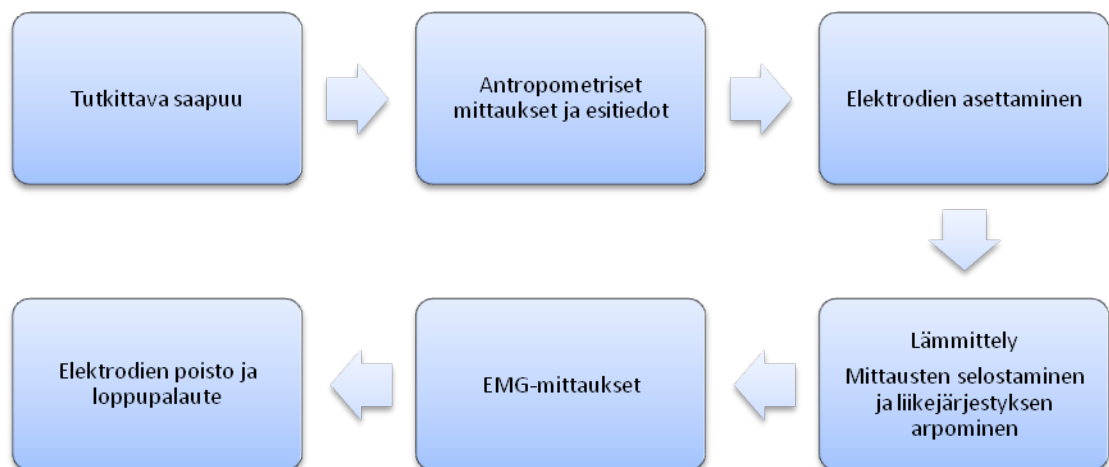 Tutkittava saapuu
Antropometriset
mittaukset ja esitiedot
Elektrodien asettaminen
Lämmittely
Mittausten selostaminen
ja liikejärjestyksen
arpominen
EMG-mittaukset
Elektrodien poisto ja
loppupalaute